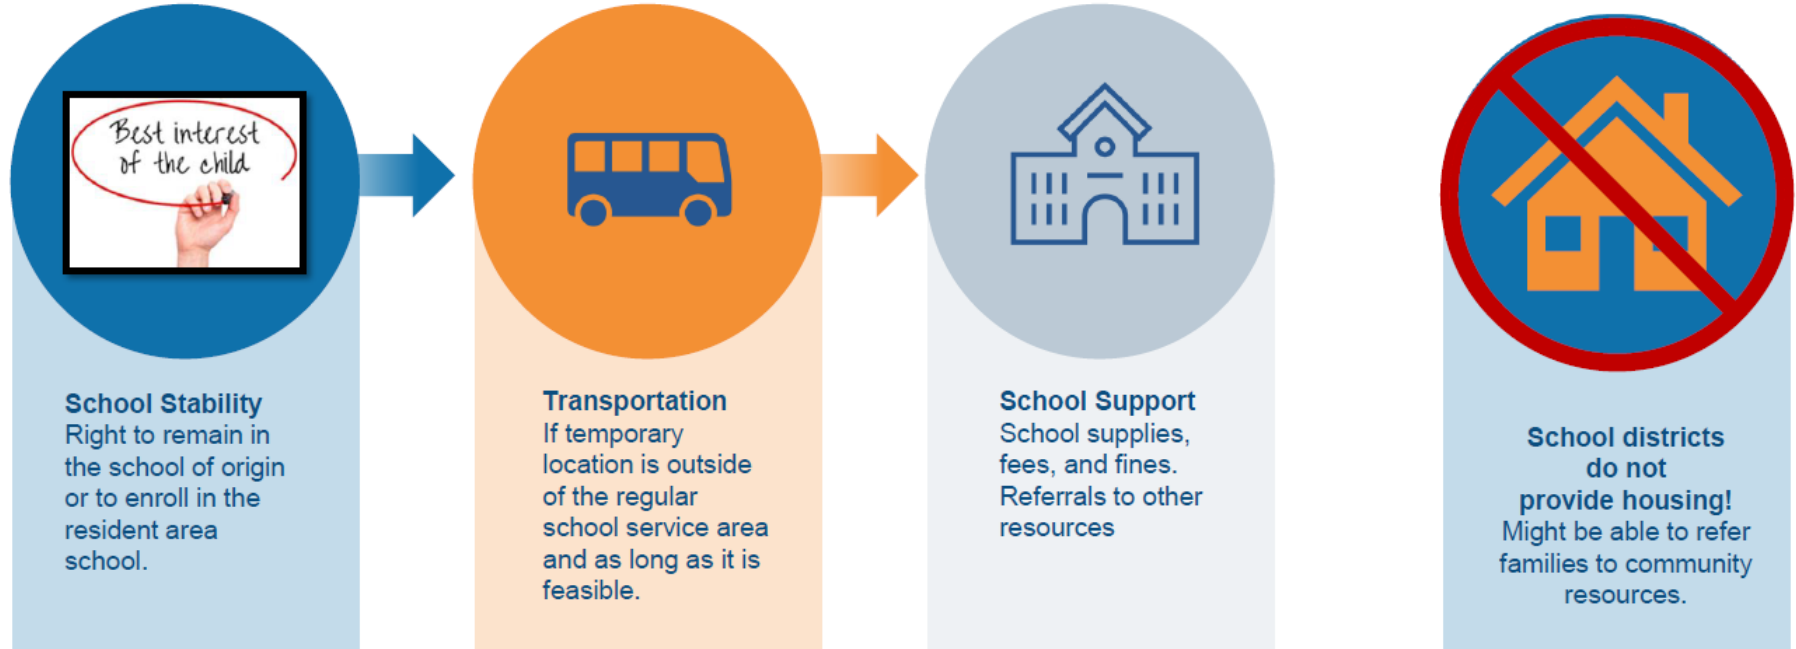 Best interest
of the child
School Stability
Right to remain in
the school of origin
or to enroll in the
resident area
school.
Transportation
If temporary
location is outside
of the regular
school service area
and as long as it is
feasible.
School Support
School supplies,
fees, and fines.
Referrals to other
resources
School districts
do not
provide housing!
Might be able to refer
families to community
resources.